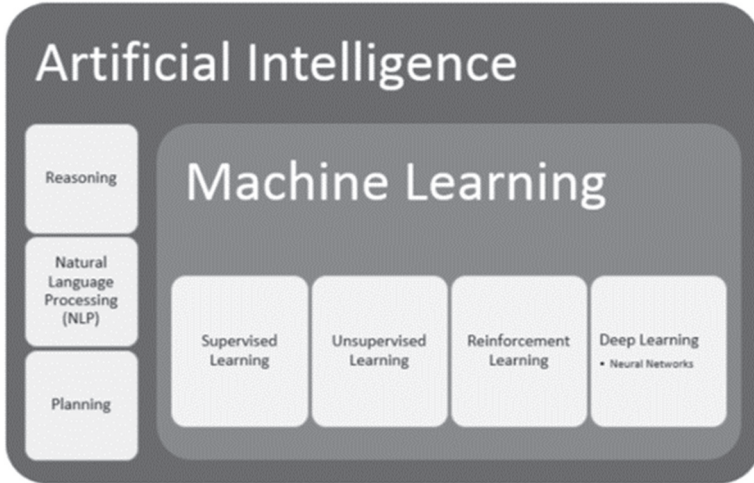 Artificial Intelligence
Reasoning
Natural
Language
Processing
(NLP)
Planning
Machine Learning
Supervised
Learning
Unsupervised
Learning
Reinforcement
Learning
Deep Learning
• Neural Networks